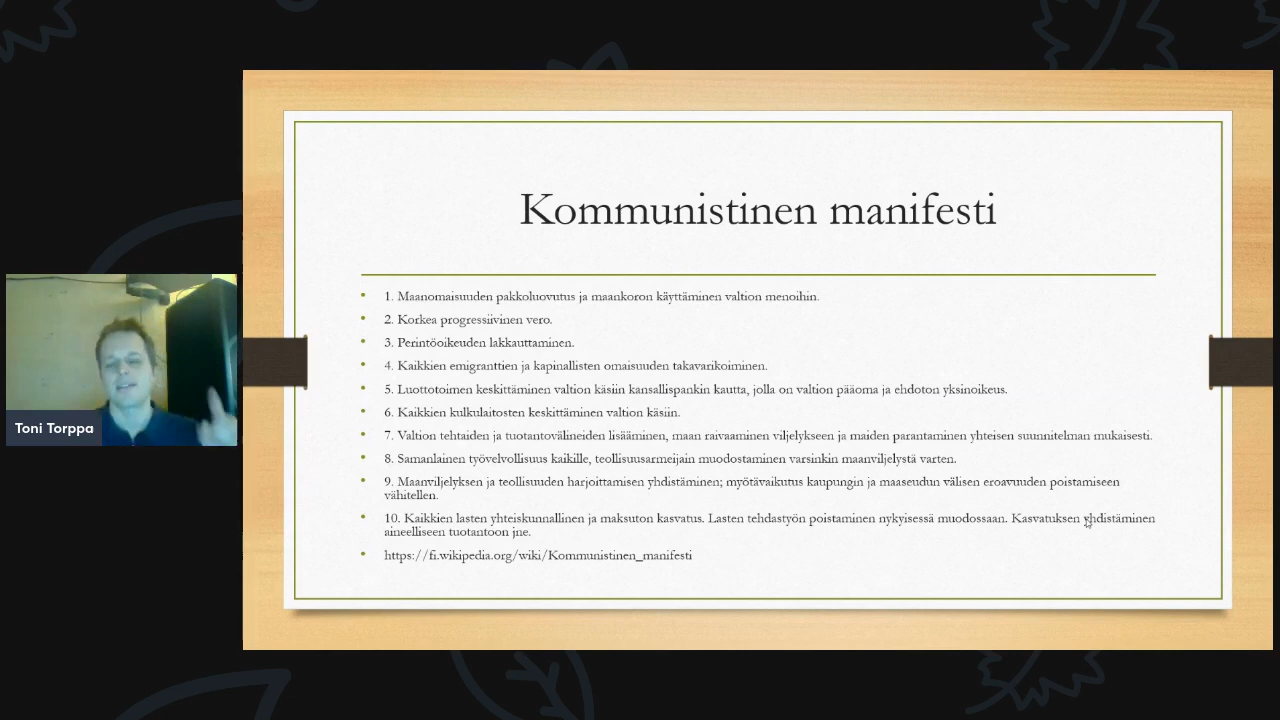 Kommunistinen manifesti
1. Maanomaisuuden pakkoluovutus ja maankoron käyttäminen valtion menoihin.
2. Korkea progressiivinen vero.
3. Perintöoikeuden lakkauttaminen.
4. Kaikkien emigranttien ja kapinallisten omaisuuden takavarikoiminen.
5. Luottotoimen keskittäminen valtion käsiin kansallispankin kautta, jolla on valtion pääoma ja ehdoton yksinoikeus.
6. Kaikkien kulkulaitosten keskittäminen valtion käsiin.
7. Valtion tehtaiden ja tuotantovälineiden lisääminen, maan raivaaminen viljelykseen ja maiden parantaminen yhteisen suunnitelman mukaisesti.
8. Samanlainen työvelvollisuus kaikille, teollisuusarmeijain muodostaminen varsinkin maanviljelystä varten.
9. Maanviljelyksen ja teollisuuden harjoittamisen yhdistäminen; myötävaikutus kaupungin ja maaseudun välisen eroavuuden poistamiseen
vähitellen.
10. Kaikkien lasten yhteiskunnallinen ja maksuton kasvatus. Lasten tehdastyön poistaminen nykyisessä muodossaan. Kasvatuksen yhdistäminen
aineelliseen tuotantoon jne.
https://fi.wikipedia.org/wiki/Kommunistinen_manifesti
Toni Torppa